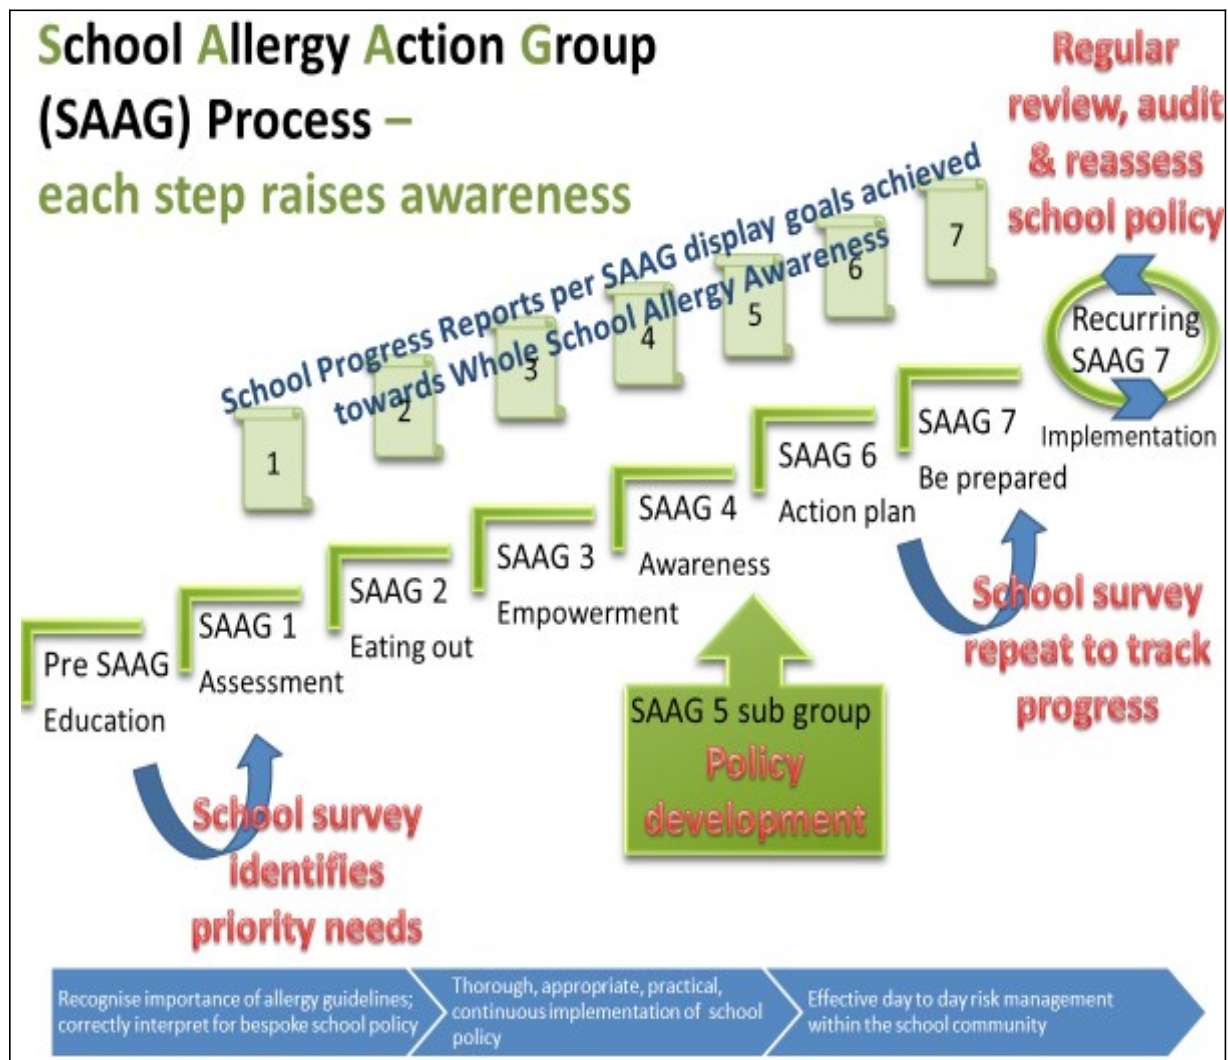 School Allergy Action Group
(SAAG) Process –
each step raises awareness
Regular
review, audit
& reassess
school policy
School Progress Reports per SAAG display goals achieved
towards Whole School Allergy Awareness
1
2
3
4
5
6
7
Recurring
SAAG 7
Implementation
Pre SAAG
Education
SAAG 1
Assessment
SAAG 2
Eating out
SAAG 3
Empowerment
SAAG 4
Awareness
SAAG 6
Action plan
SAAG 7
Be prepared
SAAG 5 sub group
Policy
development
School survey
identifies
priority needs
School survey
repeat to track
progress
Recognise importance of allergy guidelines;
correctly interpret for bespoke school policy
Thorough, appropriate, practical,
continuous implementation of school
policy
Effective day to day risk management
within the school community